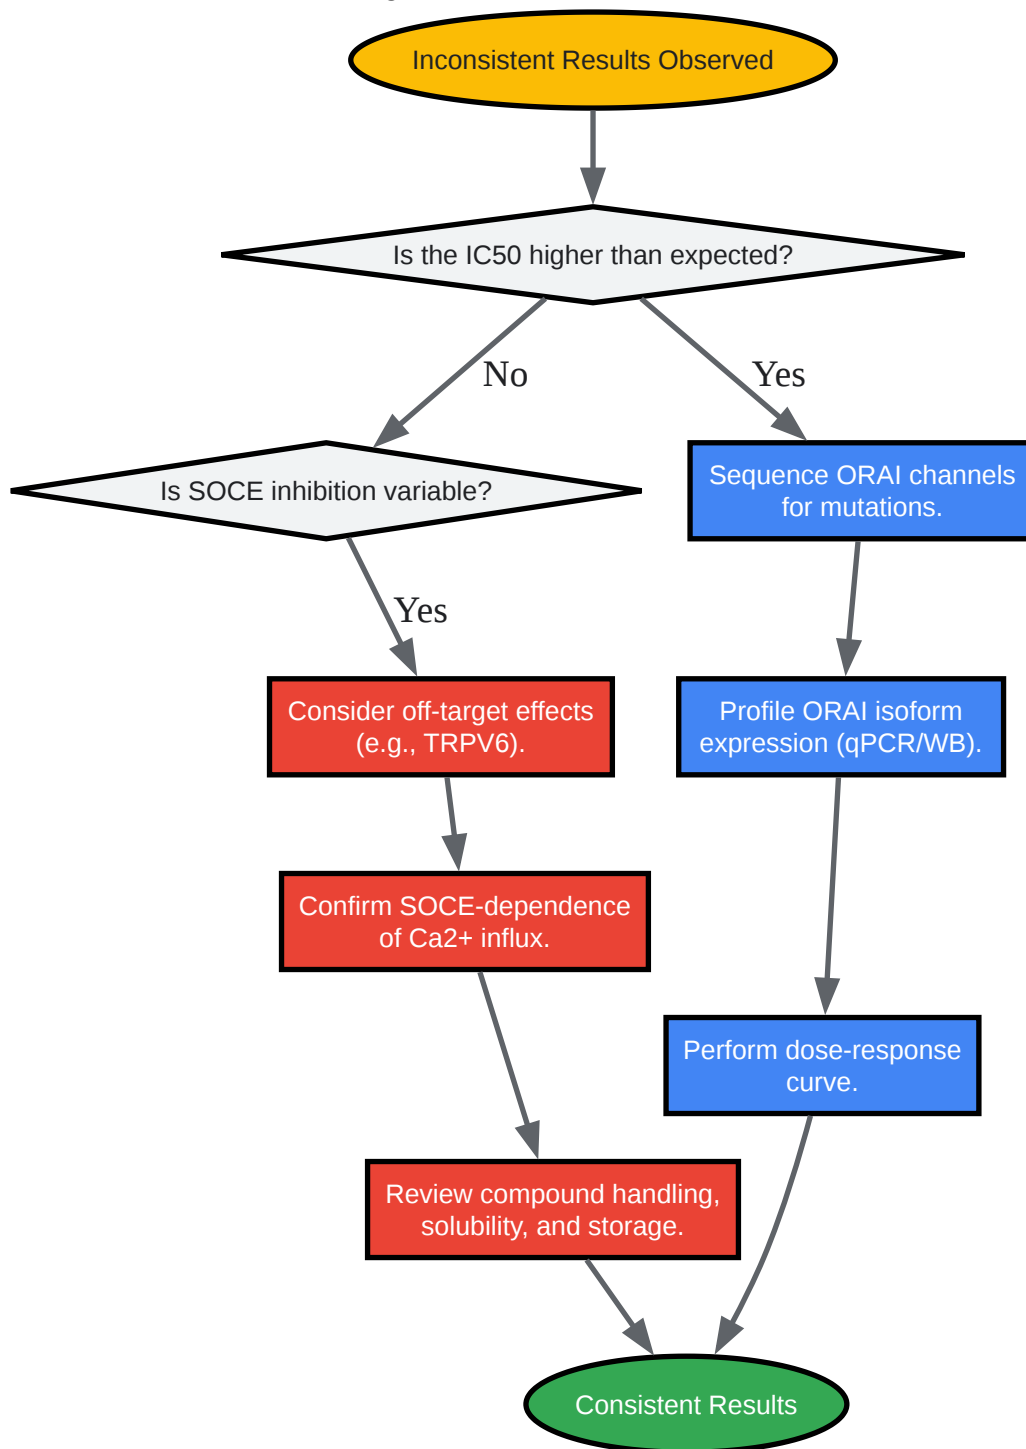 Inconsistent Results Observed
Is the IC50 higher than expected?
No
Yes
Is SOCE inhibition variable?
Sequence ORAI channels
for mutations.
Yes
Consider off-target effects
(e.g., TRPV6).
Profile ORAI isoform
expression (qPCR/WB).
Confirm SOCE-dependence
of Ca2+ influx.
Perform dose-response
curve.
Review compound handling,
solubility, and storage.
Consistent Results